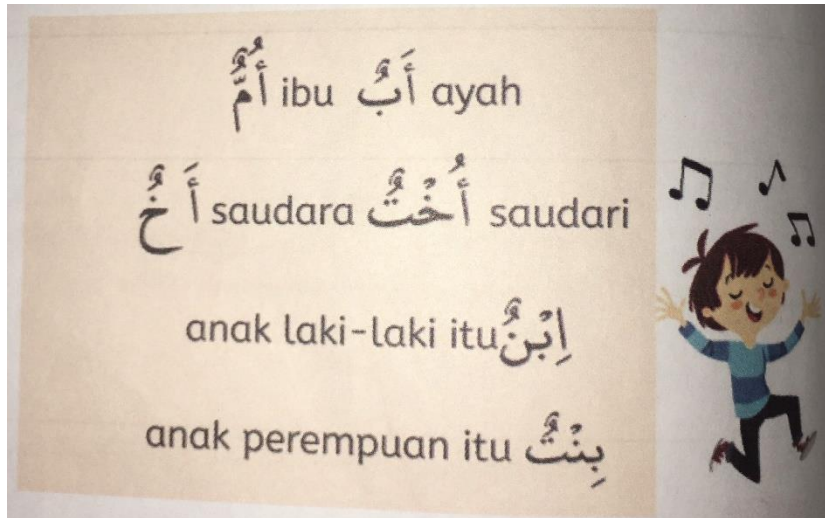 أُمٌّ ibu أَبٌ ayah
أَخٌ saudara أُخْتٌ saudari
anak laki-laki itu اِبْنٌ
anak perempuan itu بِنْتٌ